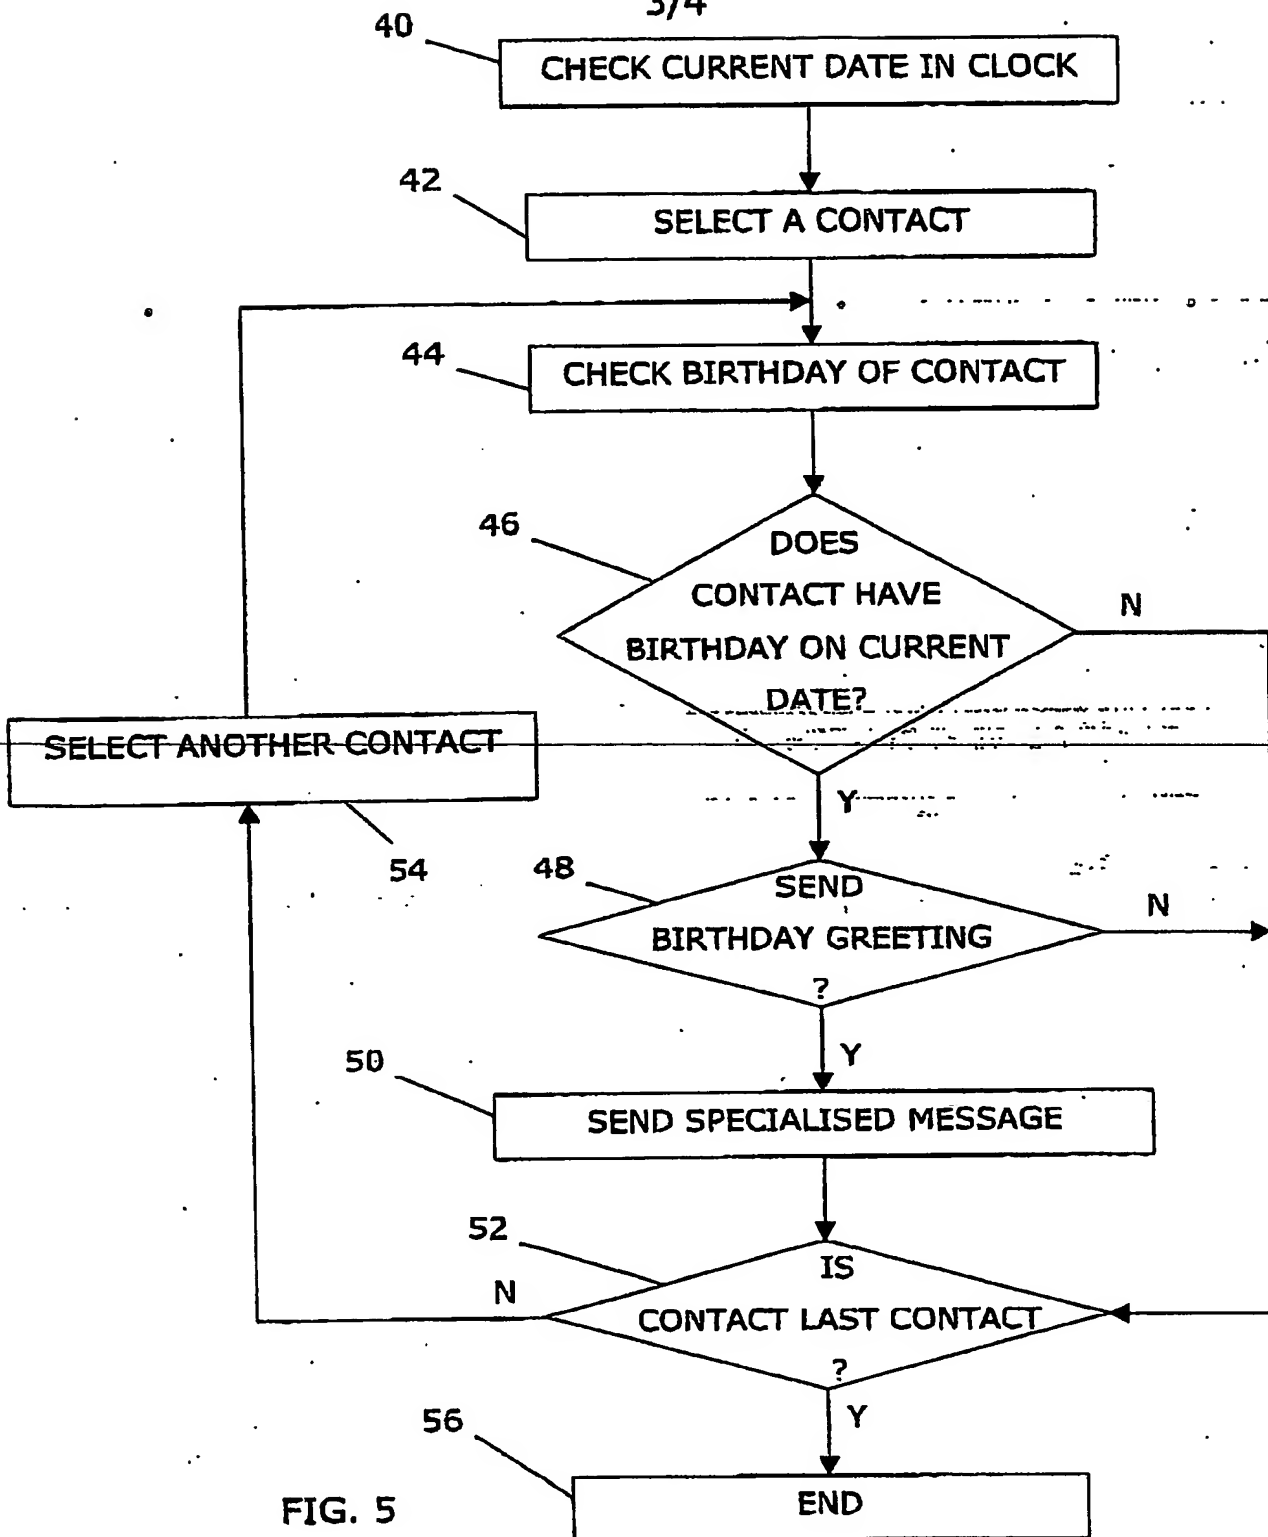 3/4
40
CHECK CURRENT DATE IN CLOCK
42
SELECT A CONTACT
44
CHECK BIRTHDAY OF CONTACT
46
DOES
CONTACT HAVE
BIRTHDAY ON CURRENT
DATE?
N
SELECT ANOTHER CONTACT
54
Y
48
SEND
BIRTHDAY GREETING
?
N
Y
50
SEND SPECIALISED MESSAGE
52
IS
CONTACT LAST CONTACT
?
N
Y
56
END
FIG. 5